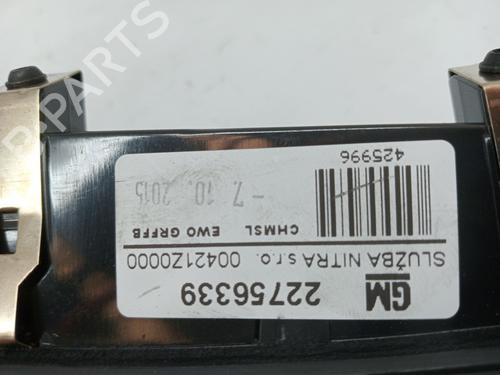 GM 22756339
SLUŽBA NITRA s.r.o. 00421Z0000
CHMSL EWO GRFFB
- 7. 10. 2015
425996
B-PARTS